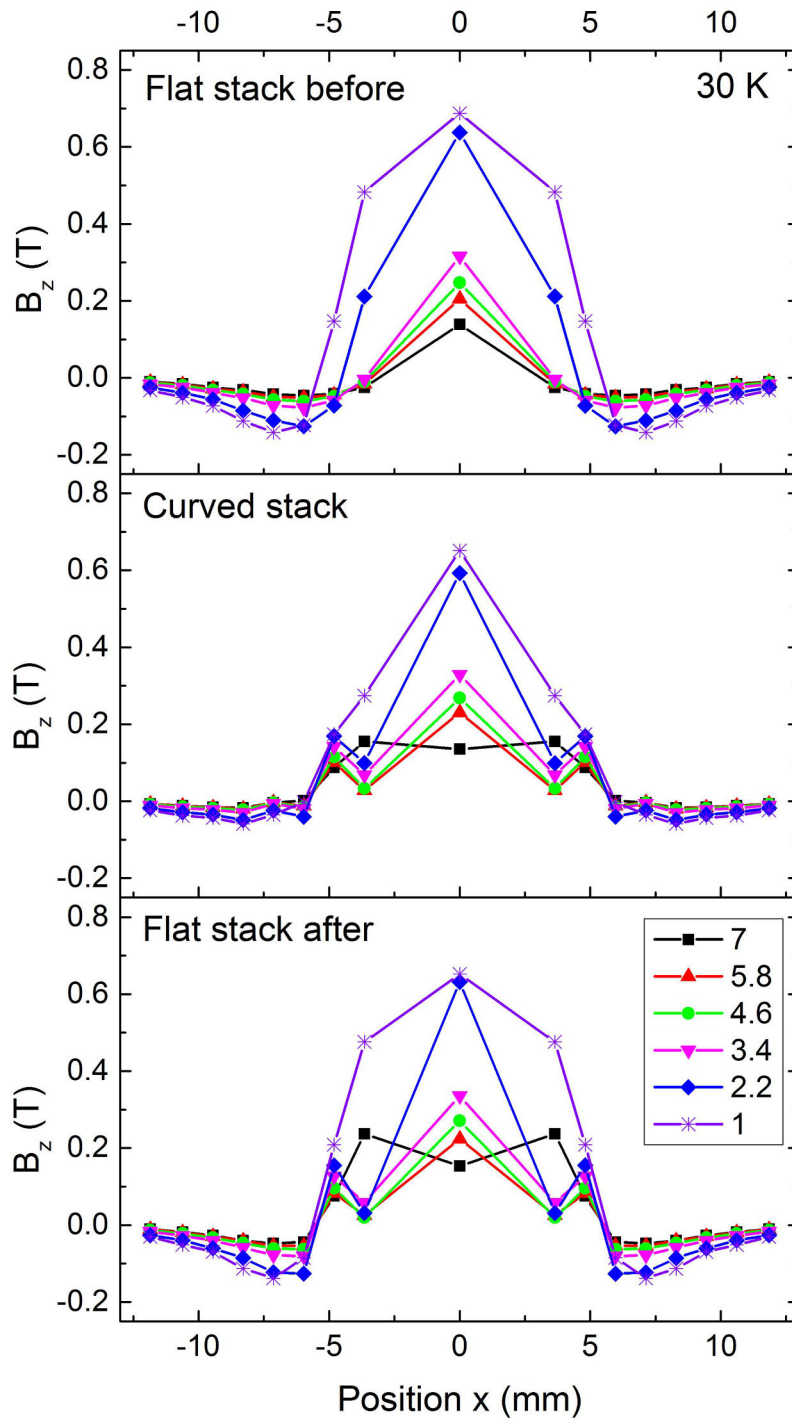 -10 -5 0 5 10
Flat stack before 30 K
0.8
0.6
0.4
0.2
0.0
-0.2
B_z (T)
Curved stack
0.8
0.6
0.4
0.2
0.0
-0.2
B_z (T)
Flat stack after
0.8
0.6
0.4
0.2
0.0
-0.2
B_z (T)
7
5.8
4.6
3.4
2.2
1
-10 -5 0 5 10
Position x (mm)